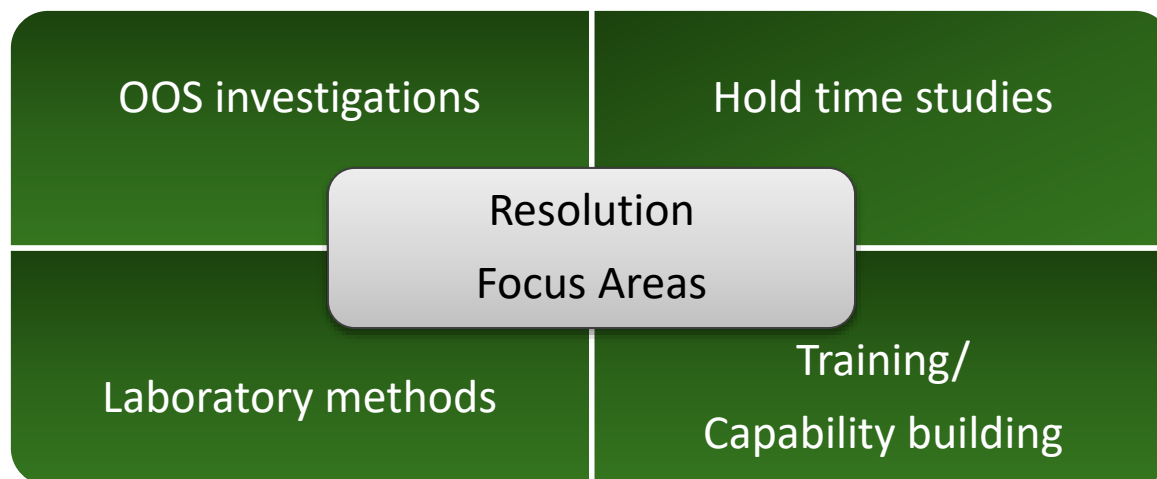 OOS investigations
Hold time studies
Resolution
Focus Areas
Laboratory methods
Training/
Capability building